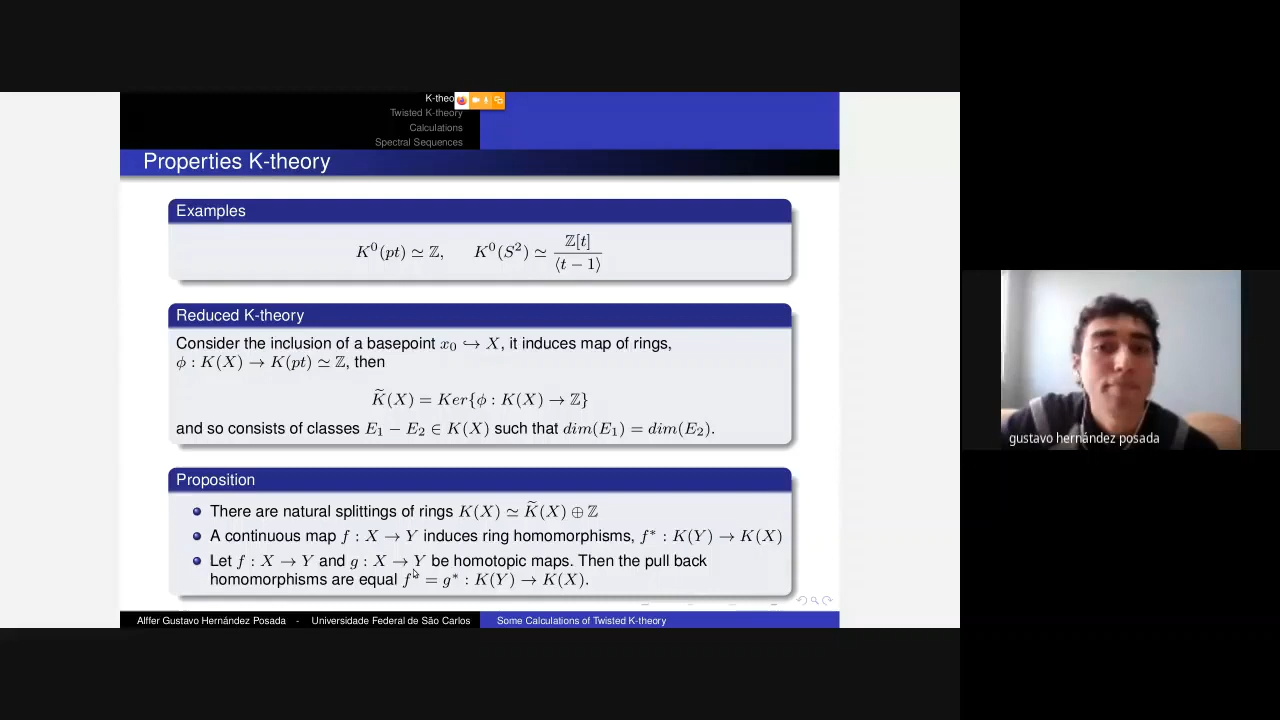 K-theo
Twisted K-theory
Calculations
Spectral Sequences
Properties K-theory
Examples
K⁰(pt) ≃ ℤ, K⁰(S²) ≃ ℤ[t] / ⟨t − 1⟩
Reduced K-theory
Consider the inclusion of a basepoint x₀ ↪ X, it induces map of rings,
ϕ : K(X) → K(pt) ≃ ℤ, then
K̃(X) = Ker{ϕ : K(X) → ℤ}
and so consists of classes E₁ − E₂ ∈ K(X) such that dim(E₁) = dim(E₂).
Proposition
There are natural splittings of rings K(X) ≃ K̃(X) ⊕ ℤ
A continuous map f : X → Y induces ring homomorphisms, f* : K(Y) → K(X)
Let f : X → Y and g : X → Y be homotopic maps. Then the pull back
homomorphisms are equal f* = g* : K(Y) → K(X).
Alffer Gustavo Hernández Posada - Universidade Federal de São Carlos
Some Calculations of Twisted K-theory
gustavo hernández posada